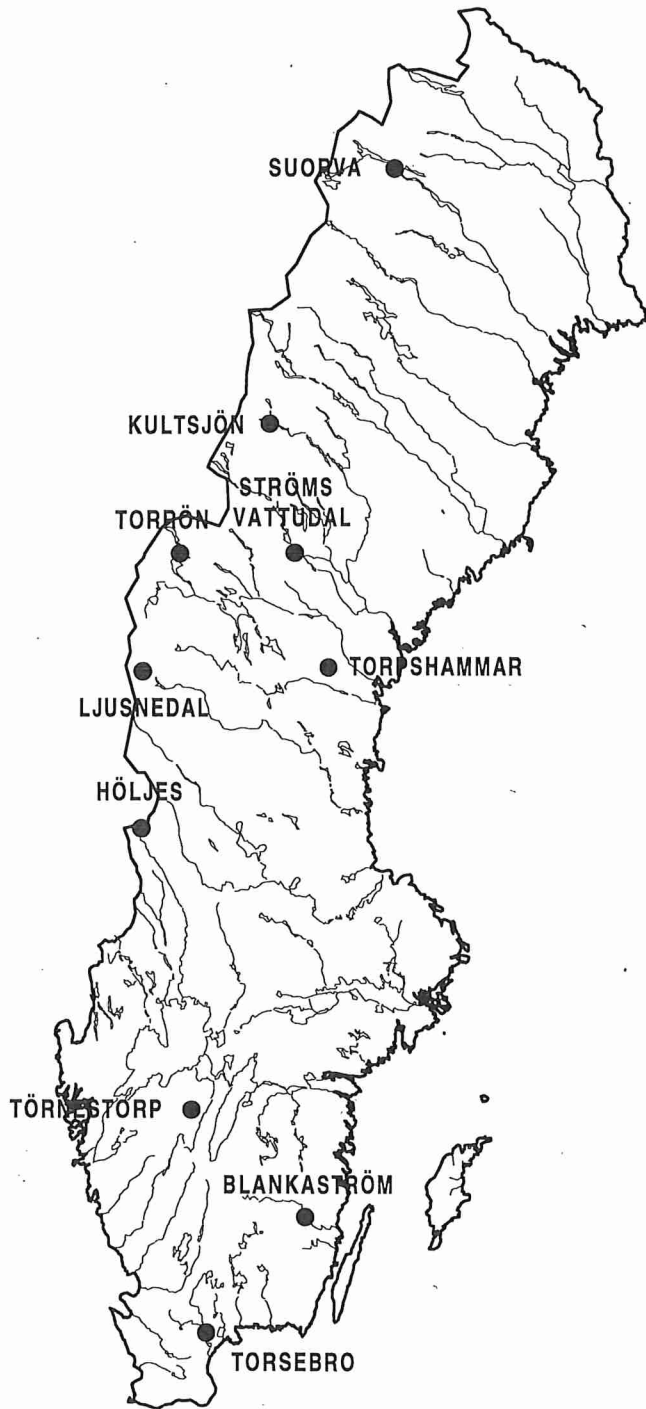 SUORVA
KULTSJÖN
STRÖMS
VATTUDAL
TORRÖN
TORPSHAMMAR
LJUSNEDAL
HÖLJES
TÖRNESTORP
BLANKASTRÖM
TORSEBRO